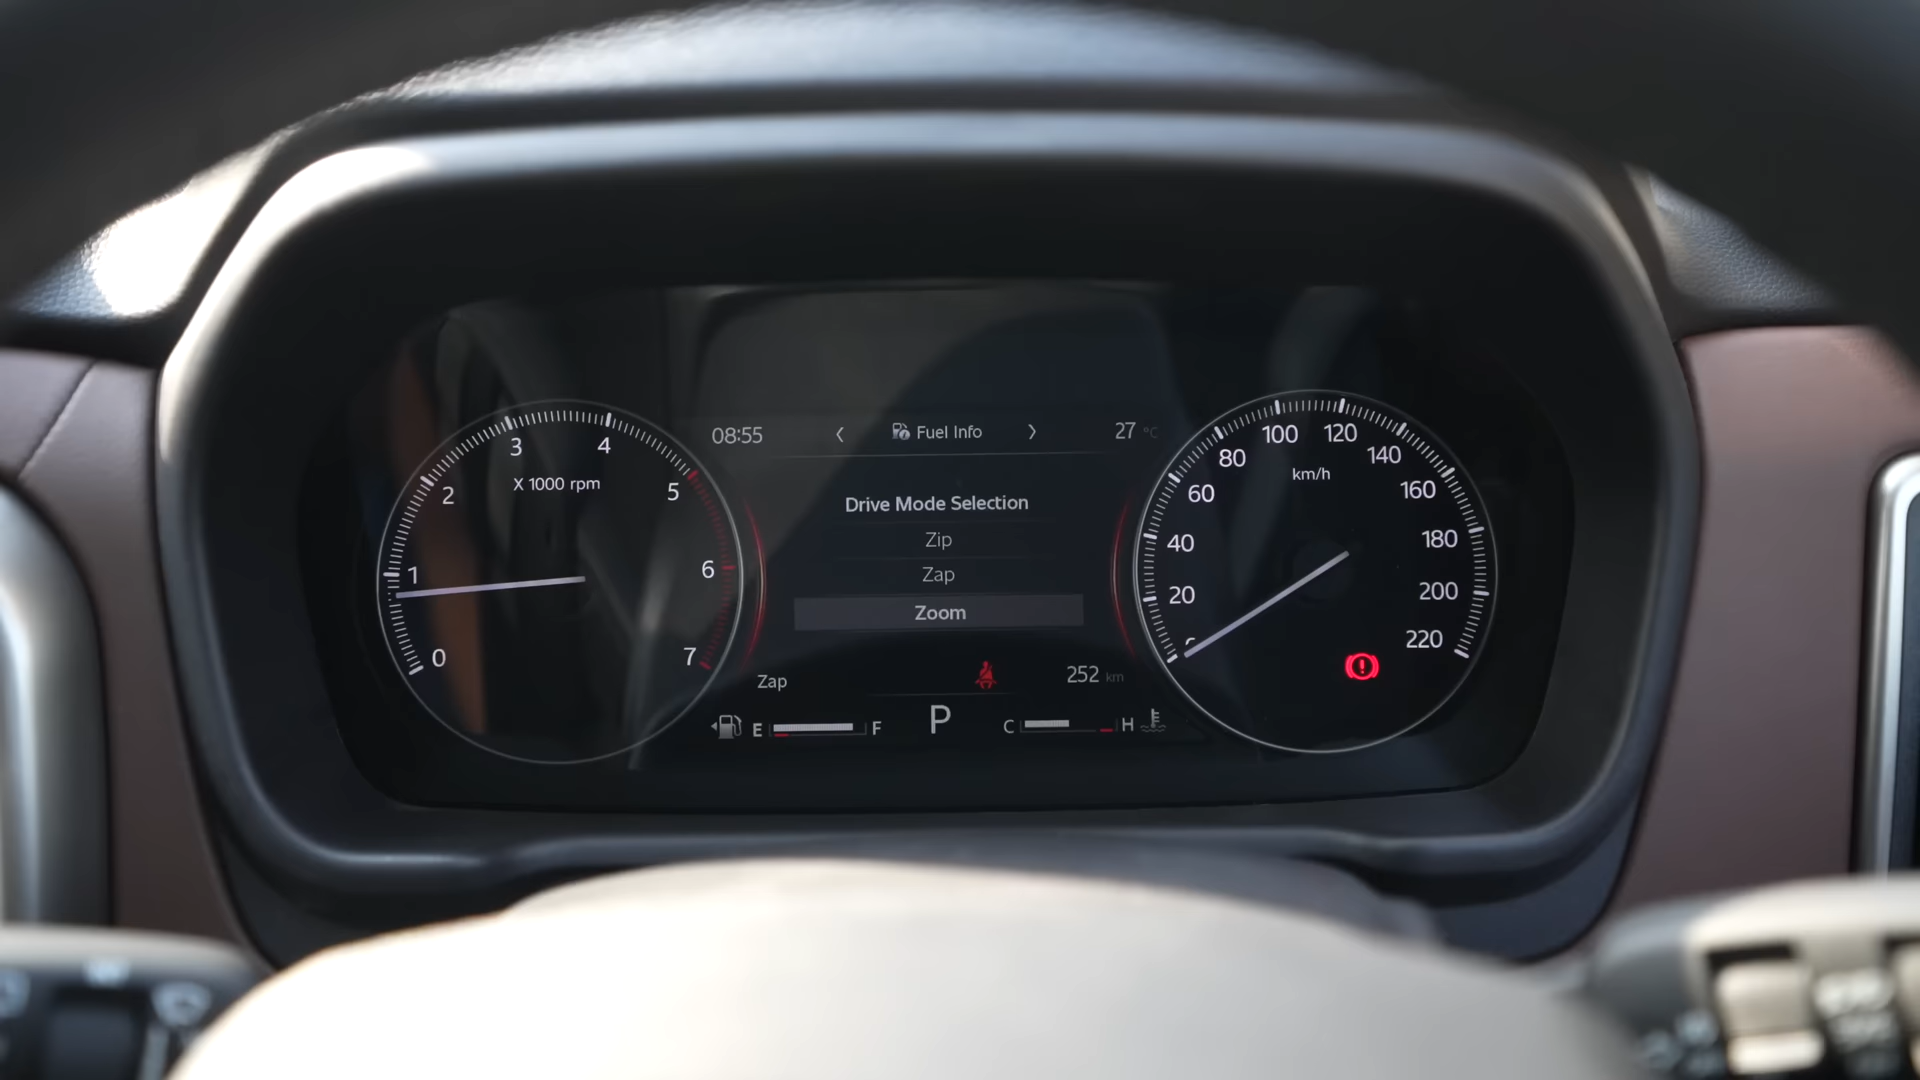 08:55 Fuel Info 27 °C
Drive Mode Selection
Zip
Zap
Zoom
Zap 252 km
E F P C H
0 1 2 3 4 5 6 7
X 1000 rpm
20 40 60 80 100 120 140 160 180 200 220
km/h